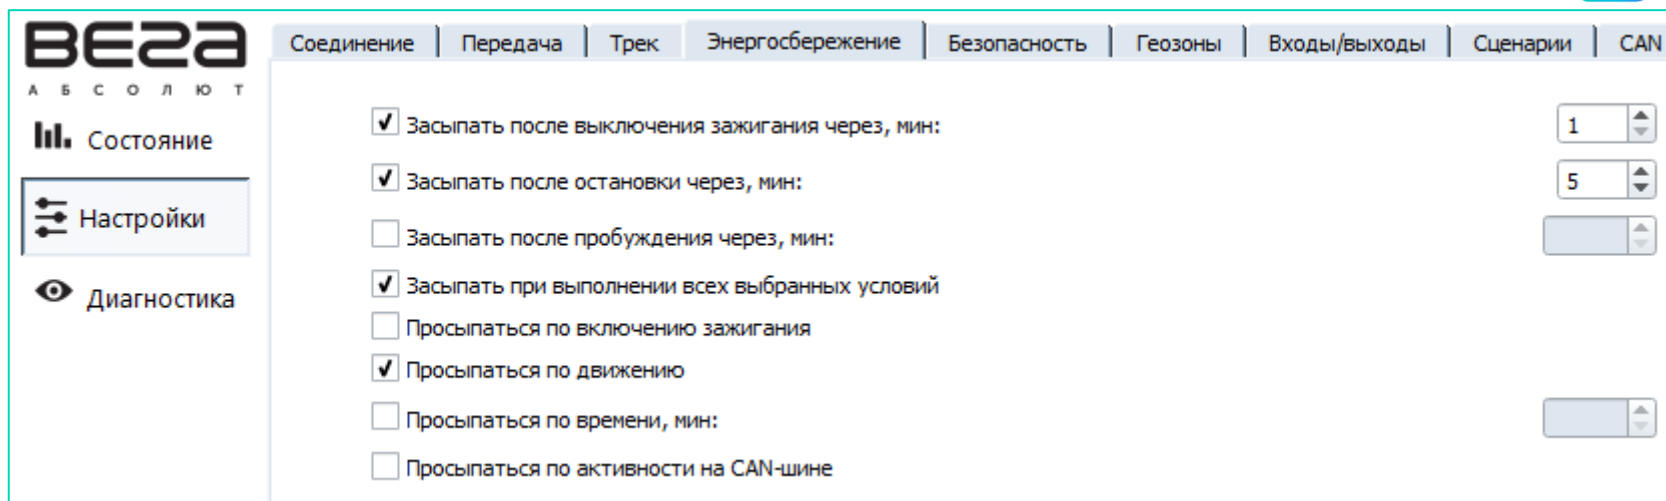 ВЕГА
АБСОЛЮТ
Соединение Передача Трек Энергосбережение Безопасность Геозоны Входы/выходы Сценарии CAN
Состояние
Настройки
Диагностика
Засыпать после выключения зажигания через, мин: 1
Засыпать после остановки через, мин: 5
Засыпать после пробуждения через, мин:
Засыпать при выполнении всех выбранных условий
Просыпаться по включению зажигания
Просыпаться по движению
Просыпаться по времени, мин:
Просыпаться по активности на CAN-шине